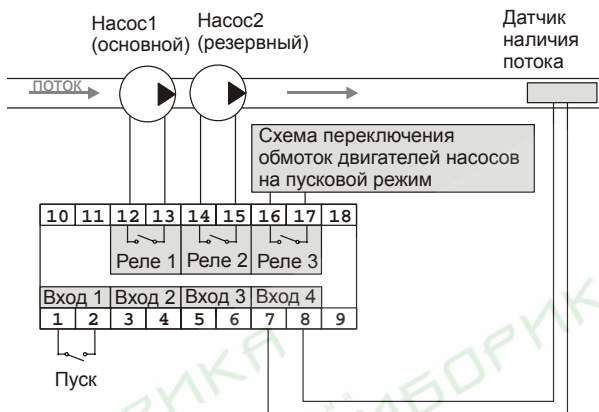 Насос1
(основной)
Насос2
(резервный)
Датчик
наличия
потока
поток
Схема переключения
обмоток двигателей насосов
на пусковой режим
10 11 12 13 14 15 16 17 18
Реле 1 Реле 2 Реле 3
Вход 1 Вход 2 Вход 3 Вход 4
1 2 3 4 5 6 7 8 9
Пуск